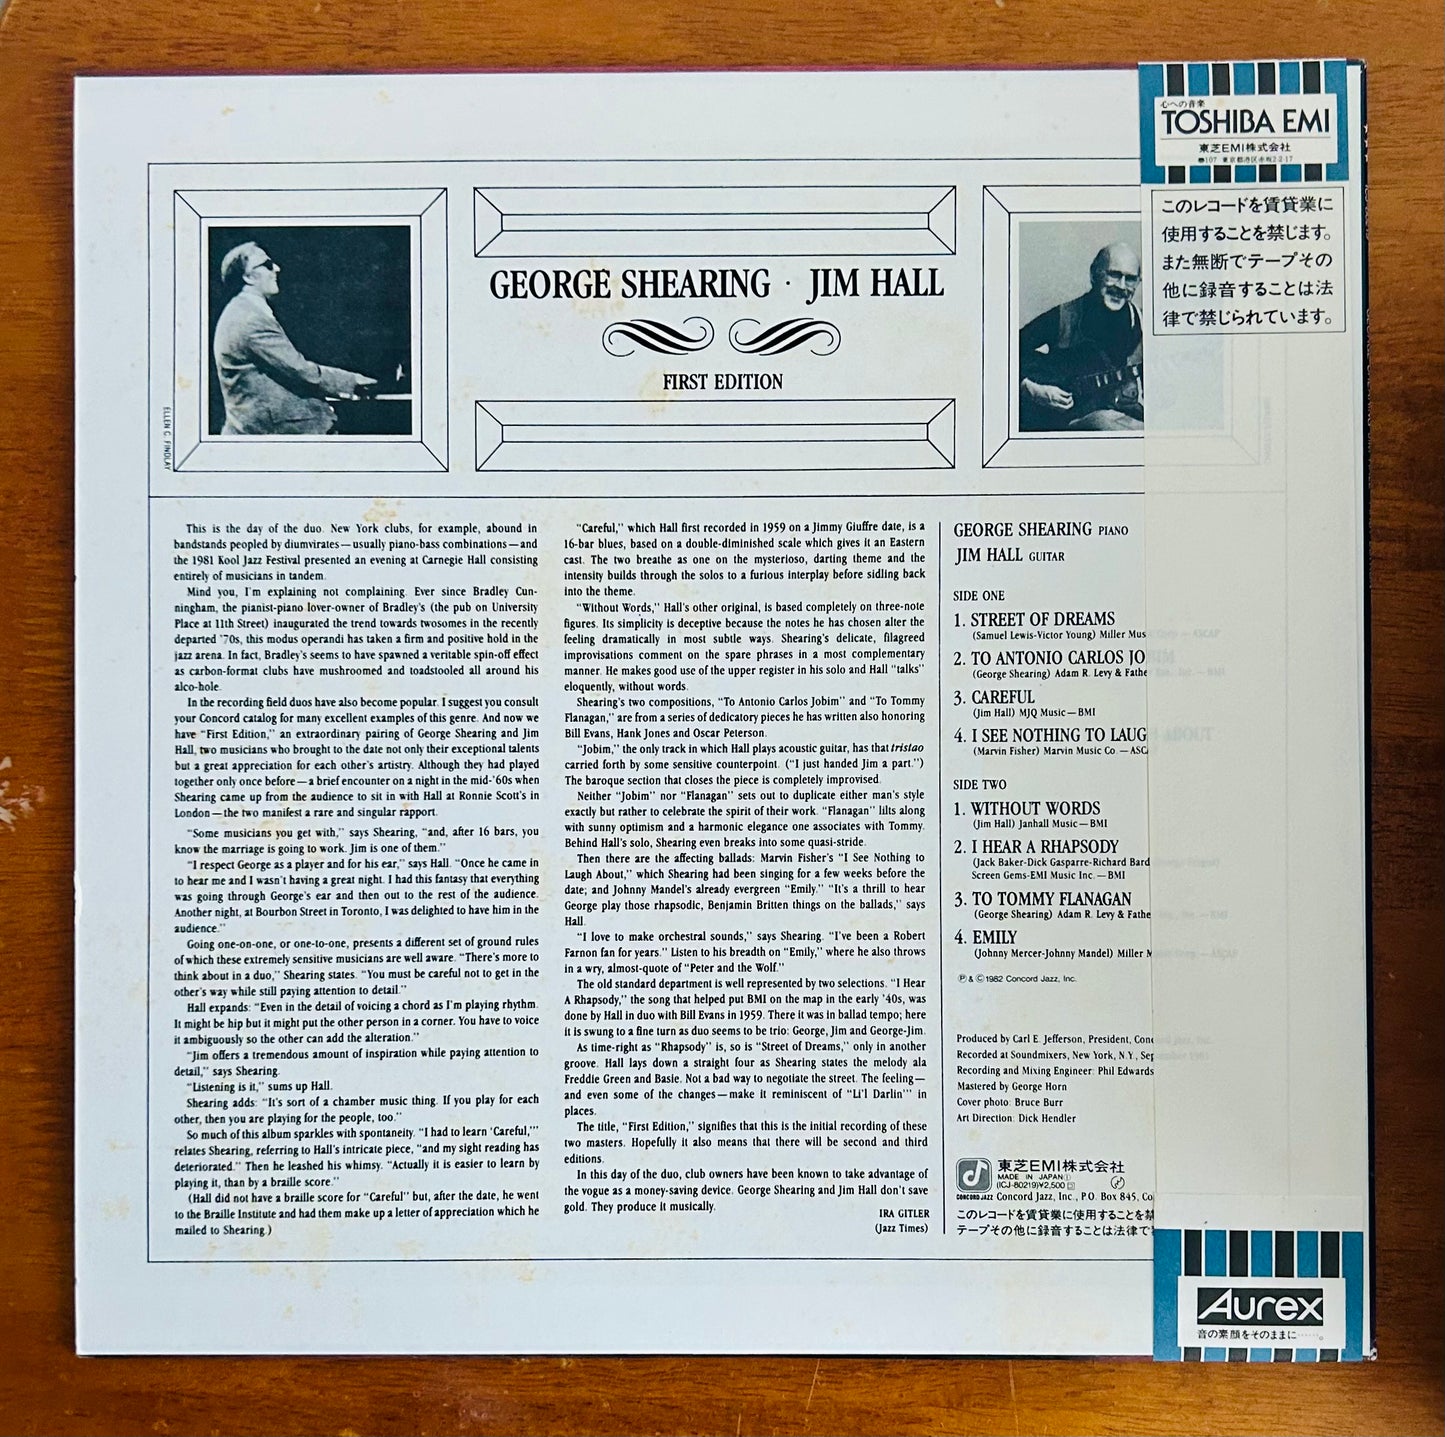 心への音楽
TOSHIBA EMI
東芝EMI株式会社
☎107 東京都港区赤坂2-2-17
このレコードを賃貸業に
使用することを禁じます。
また無断でテープその
他に録音することは法
律で禁じられています。
GEORGE SHEARING · JIM HALL
FIRST EDITION
ELLEN C. FINDLAY
This is the day of the duo. New York clubs, for example, abound in
bandstands peopled by diumvirates—usually piano-bass combinations—and
the 1981 Kool Jazz Festival presented an evening at Carnegie Hall consisting
entirely of musicians in tandem.
Mind you, I'm explaining not complaining. Ever since Bradley Cun-
ningham, the pianist-piano lover-owner of Bradley's (the pub on University
Place at 11th Street) inaugurated the trend towards twosomes in the recently
departed '70s, this modus operandi has taken a firm and positive hold in the
jazz arena. In fact, Bradley's seems to have spawned a veritable spin-off effect
as carbon-format clubs have mushroomed and toadstooled all around his
alco-hole.
In the recording field duos have also become popular. I suggest you consult
your Concord catalog for many excellent examples of this genre. And now we
have "First Edition," an extraordinary pairing of George Shearing and Jim
Hall, two musicians who brought to the date not only their exceptional talents
but a great appreciation for each other's artistry. Although they had played
together only once before—a brief encounter on a night in the mid-'60s when
Shearing came up from the audience to sit in with Hall at Ronnie Scott's in
London—the two manifest a rare and singular rapport.
"Some musicians you get with," says Shearing, "and, after 16 bars, you
know the marriage is going to work. Jim is one of them."
"I respect George as a player and for his ear," says Hall. "Once he came in
to hear me and I wasn't having a great night. I had this fantasy that everything
was going through George's ear and then out to the rest of the audience.
Another night, at Bourbon Street in Toronto, I was delighted to have him in the
audience."
Going one-on-one, or one-to-one, presents a different set of ground rules
of which these extremely sensitive musicians are well aware. "There's more to
think about in a duo," Shearing states. "You must be careful not to get in the
other's way while still paying attention to detail."
Hall expands: "Even in the detail of voicing a chord as I'm playing rhythm.
It might be hip but it might put the other person in a corner. You have to voice
it ambiguously so the other can add the alteration."
"Jim offers a tremendous amount of inspiration while paying attention to
detail," says Shearing.
"Listening is it," sums up Hall.
Shearing adds: "It's sort of a chamber music thing. If you play for each
other, then you are playing for the people, too."
So much of this album sparkles with spontaneity. "I had to learn 'Careful,'"
relates Shearing, referring to Hall's intricate piece, "and my sight reading has
deteriorated." Then he leashed his whimsy. "Actually it is easier to learn by
playing it, than by a braille score."
(Hall did not have a braille score for "Careful" but, after the date, he went
to the Braille Institute and had them make up a letter of appreciation which he
mailed to Shearing.)
"Careful," which Hall first recorded in 1959 on a Jimmy Giuffre date, is a
16-bar blues, based on a double-diminished scale which gives it an Eastern
cast. The two breathe as one on the mysterioso, darting theme and the
intensity builds through the solos to a furious interplay before sidling back
into the theme.
"Without Words," Hall's other original, is based completely on three-note
figures. Its simplicity is deceptive because the notes he has chosen alter the
feeling dramatically in most subtle ways. Shearing's delicate, filagreed
improvisations comment on the spare phrases in a most complementary
manner. He makes good use of the upper register in his solo and Hall "talks"
eloquently, without words.
Shearing's two compositions, "To Antonio Carlos Jobim" and "To Tommy
Flanagan," are from a series of dedicatory pieces he has written also honoring
Bill Evans, Hank Jones and Oscar Peterson.
"Jobim," the only track in which Hall plays acoustic guitar, has that tristao
carried forth by some sensitive counterpoint. ("I just handed Jim a part.")
The baroque section that closes the piece is completely improvised.
Neither "Jobim" nor "Flanagan" sets out to duplicate either man's style
exactly but rather to celebrate the spirit of their work. "Flanagan" lilts along
with sunny optimism and a harmonic elegance one associates with Tommy.
Behind Hall's solo, Shearing even breaks into some quasi-stride.
Then there are the affecting ballads: Marvin Fisher's "I See Nothing to
Laugh About," which Shearing had been singing for a few weeks before the
date; and Johnny Mandel's already evergreen "Emily." "It's a thrill to hear
George play those rhapsodic, Benjamin Britten things on the ballads," says
Hall.
"I love to make orchestral sounds," says Shearing. "I've been a Robert
Farnon fan for years." Listen to his breadth on "Emily," where he also throws
in a wry, almost-quote of "Peter and the Wolf."
The old standard department is well represented by two selections. "I Hear
A Rhapsody," the song that helped put BMI on the map in the early '40s, was
done by Hall in duo with Bill Evans in 1959. There it was in ballad tempo; here
it is swung to a fine turn as duo seems to be trio: George, Jim and George-Jim.
As time-right as "Rhapsody" is, so is "Street of Dreams," only in another
groove. Hall lays down a straight four as Shearing states the melody ala
Freddie Green and Basie. Not a bad way to negotiate the street. The feeling—
and even some of the changes—make it reminiscent of "Li'l Darlin'" in
places.
The title, "First Edition," signifies that this is the initial recording of these
two masters. Hopefully it also means that there will be second and third
editions.
In this day of the duo, club owners have been known to take advantage of
the vogue as a money-saving device. George Shearing and Jim Hall don't save
gold. They produce it musically.
IRA GITLER
(Jazz Times)
GEORGE SHEARING PIANO
JIM HALL GUITAR
SIDE ONE
1. STREET OF DREAMS
(Samuel Lewis-Victor Young) Miller Mus
2. TO ANTONIO CARLOS JO
(George Shearing) Adam R. Levy & Fathe
3. CAREFUL
(Jim Hall) MJQ Music—BMI
4. I SEE NOTHING TO LAUG
(Marvin Fisher) Marvin Music Co.—ASC
SIDE TWO
1. WITHOUT WORDS
(Jim Hall) Janhall Music—BMI
2. I HEAR A RHAPSODY
(Jack Baker-Dick Gasparre-Richard Bard
Screen Gems-EMI Music Inc.—BMI
3. TO TOMMY FLANAGAN
(George Shearing) Adam R. Levy & Fathe
4. EMILY
(Johnny Mercer-Johnny Mandel) Miller M
℗ & ©1982 Concord Jazz, Inc.
Produced by Carl E. Jefferson, President, Conc
Recorded at Soundmixers, New York, N.Y., Sep
Recording and Mixing Engineer: Phil Edwards
Mastered by George Horn
Cover photo: Bruce Burr
Art Direction: Dick Hendler
東芝EMI株式会社
MADE IN JAPAN
(ICJ-80219)¥2,500
CONCORD JAZZ Concord Jazz, Inc., P.O. Box 845, Co
このレコードを賃貸業に使用することを禁
テープその他に録音することは法律で
Aurex
音の素顔をそのままに……。